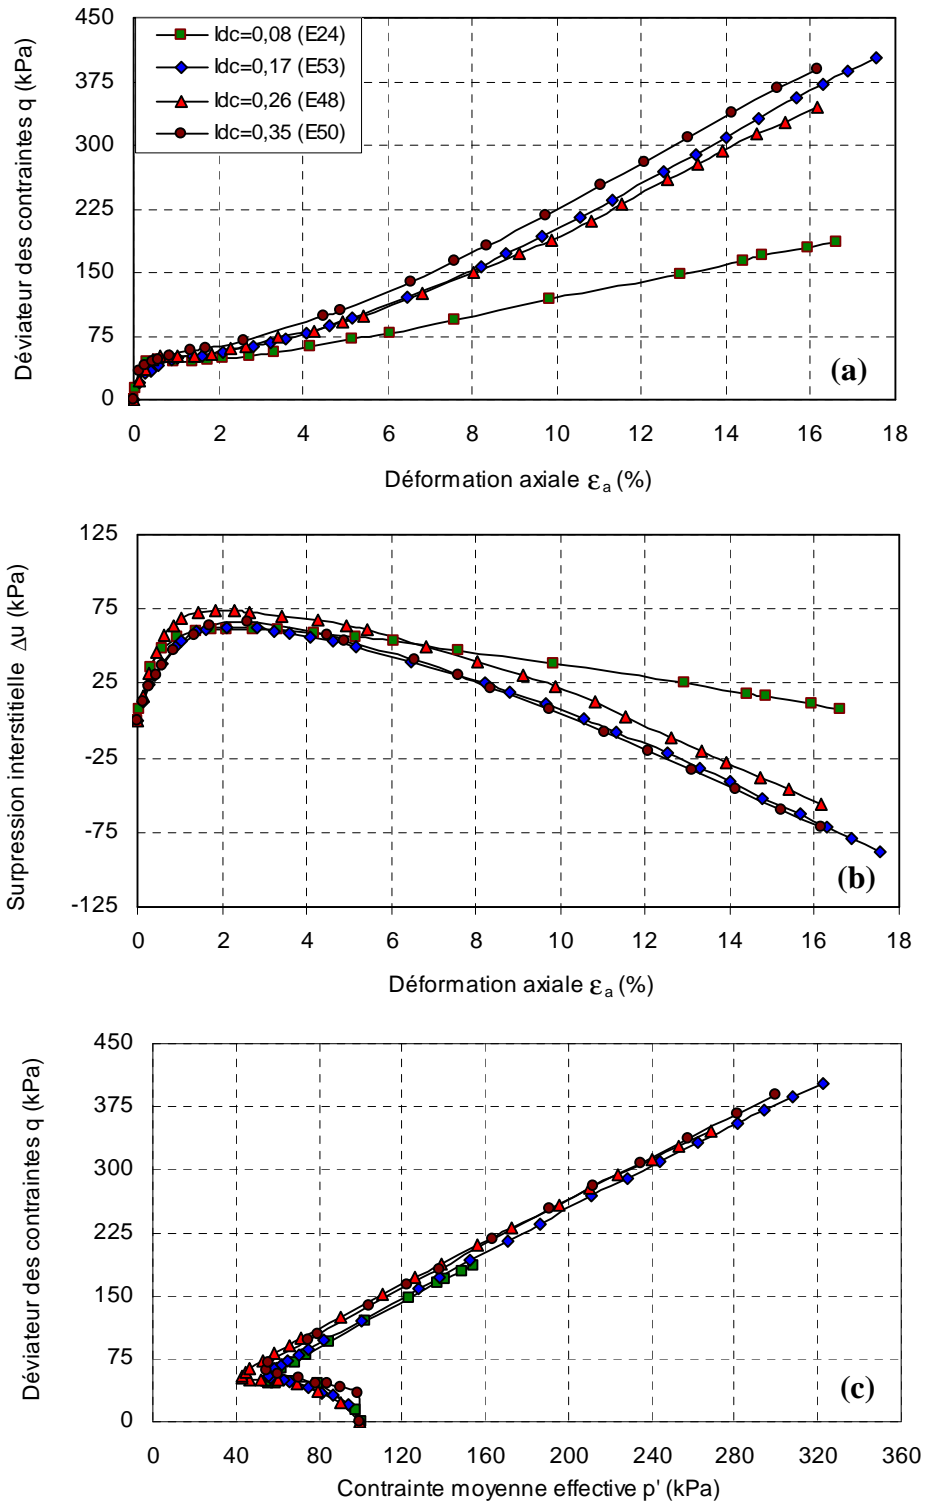 Idc=0,08 (E24)
Idc=0,17 (E53)
Idc=0,26 (E48)
Idc=0,35 (E50)
Déviateur des contraintes q (kPa)
450
375
300
225
150
75
0
0 2 4 6 8 10 12 14 16 18
(a)
Déformation axiale εa (%)
Surpression interstitielle Δu (kPa)
125
75
25
-25
-75
-125
0 2 4 6 8 10 12 14 16 18
(b)
Déformation axiale εa (%)
Déviateur des contraintes q (kPa)
450
375
300
225
150
75
0
0 40 80 120 160 200 240 280 320 360
(c)
Contrainte moyenne effective p' (kPa)